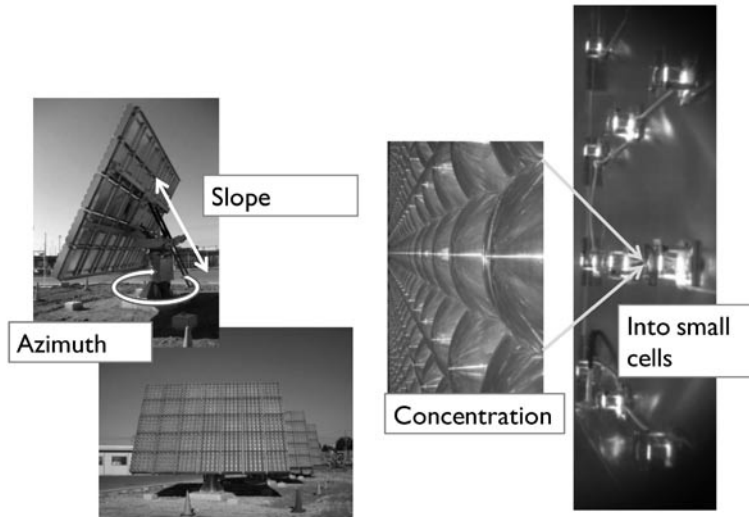 Slope
Azimuth
Concentration
Into small
cells